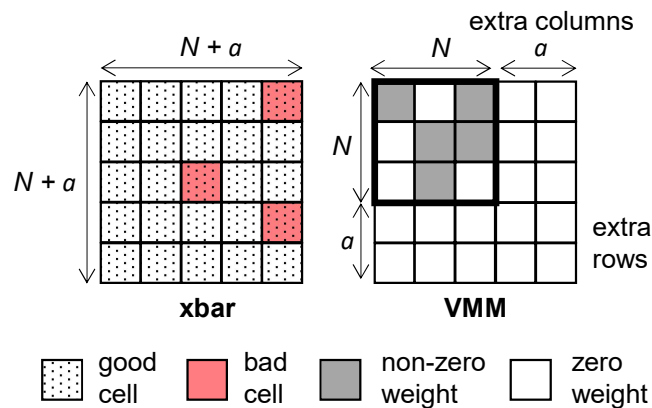 extra columns
N + a
N
a
N + a
N
a
extra
rows
xbar
VMM
good
cell
bad
cell
non-zero
weight
zero
weight